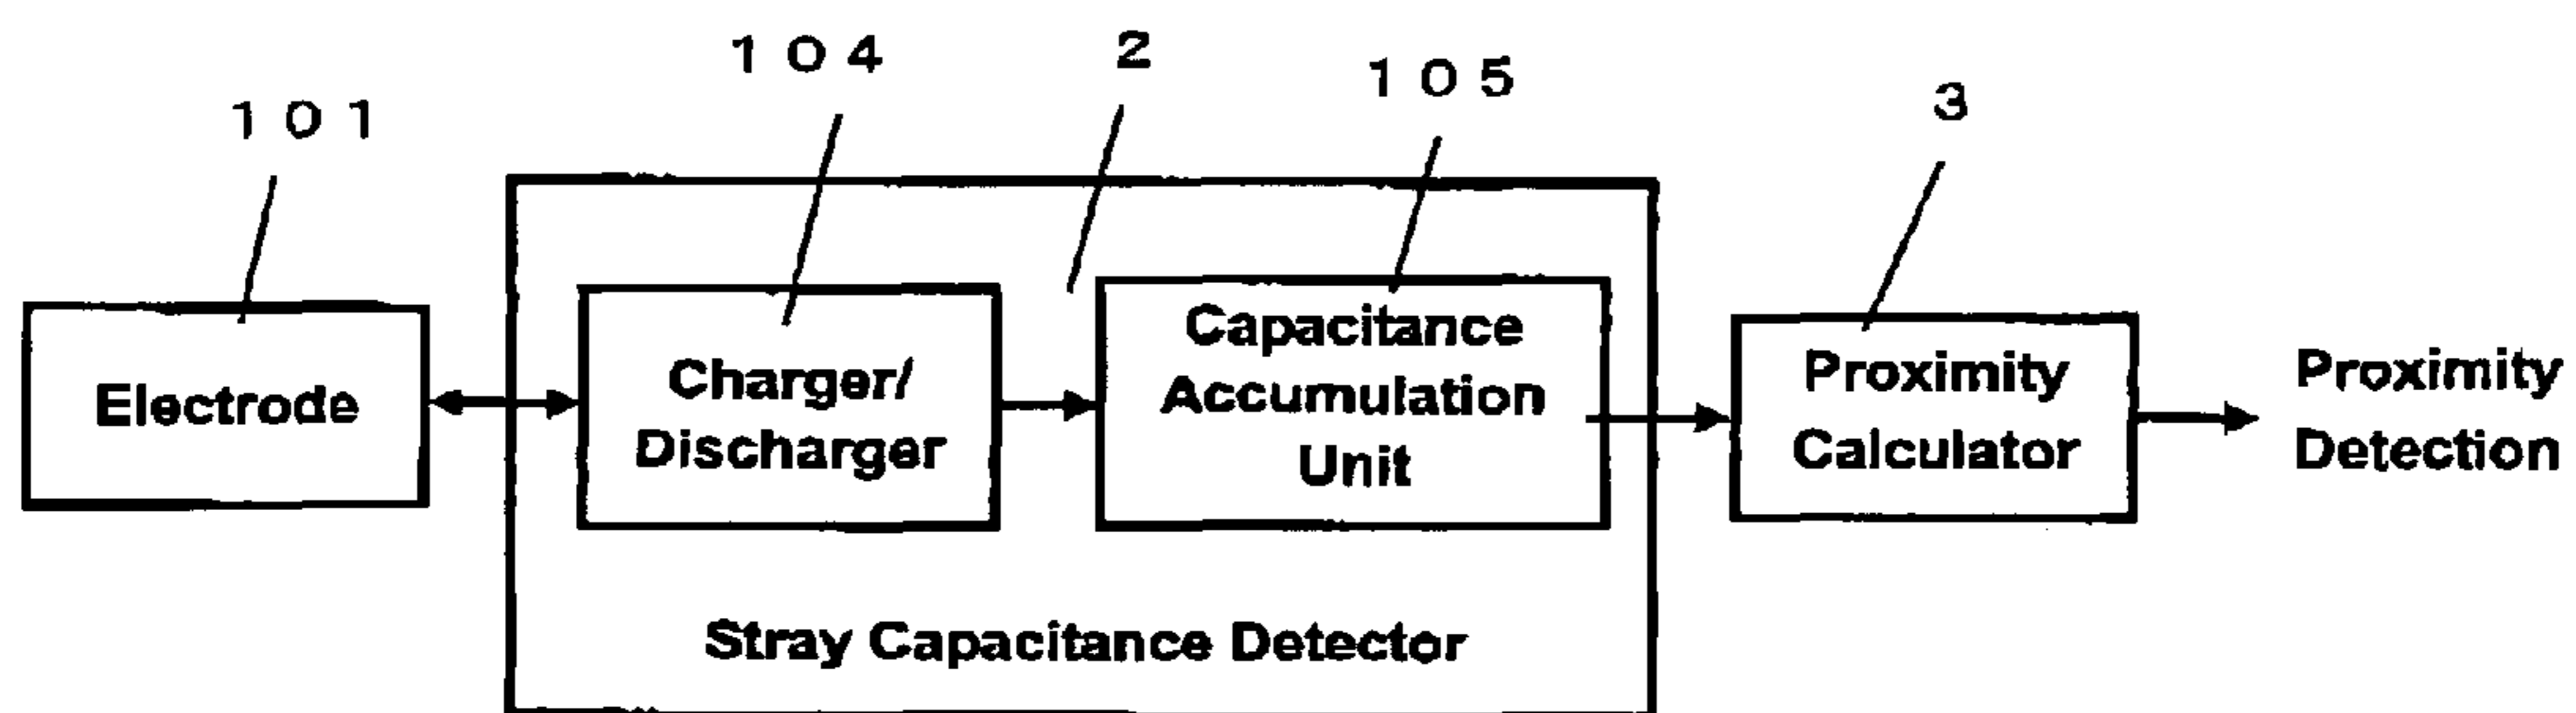 104
2
105
3
101
Electrode
Charger/
Discharger
Capacitance
Accumulation
Unit
Proximity
Calculator
Proximity
Detection
Stray Capacitance Detector